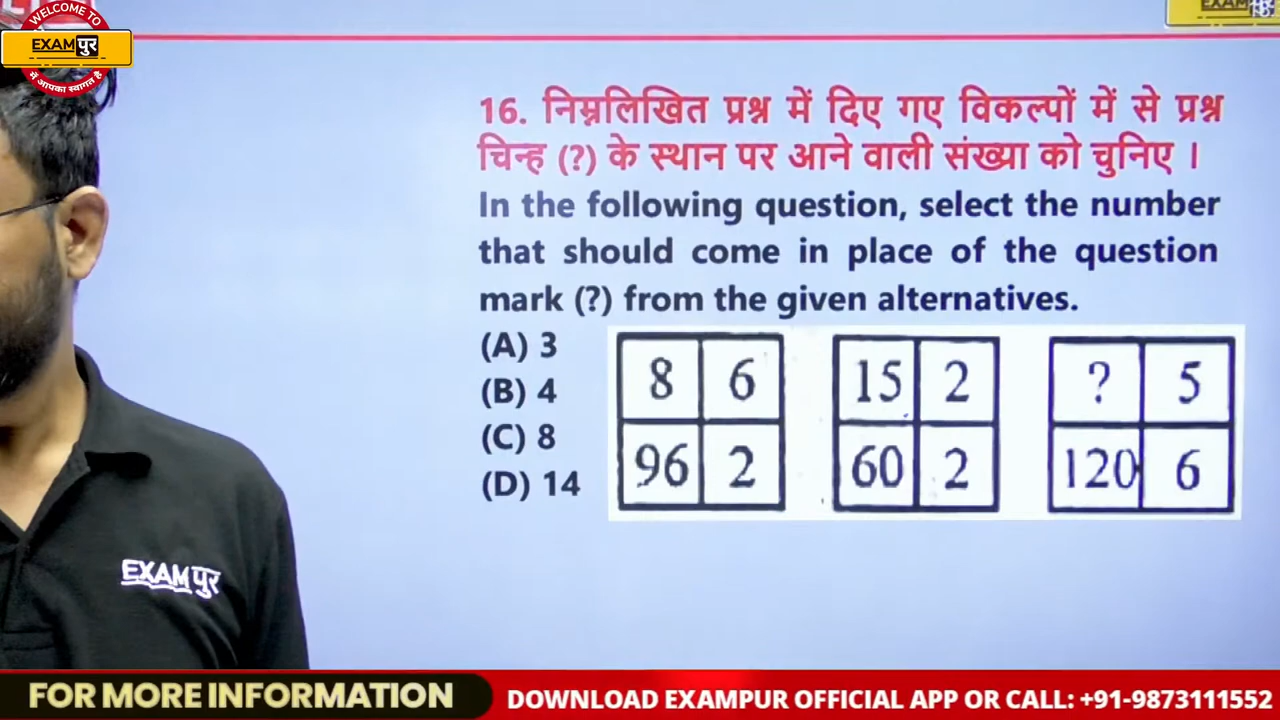 WELCOME TO
EXAMपुर
में आपका स्वागत है
16. निम्नलिखित प्रश्न में दिए गए विकल्पों में से प्रश्न
चिन्ह (?) के स्थान पर आने वाली संख्या को चुनिए ।
In the following question, select the number
that should come in place of the question
mark (?) from the given alternatives.
(A) 3
(B) 4
(C) 8
(D) 14
8 6 15 2 ? 5
96 2 60 2 120 6
EXAMपुर
FOR MORE INFORMATION
DOWNLOAD EXAMPUR OFFICIAL APP OR CALL: +91-9873111552